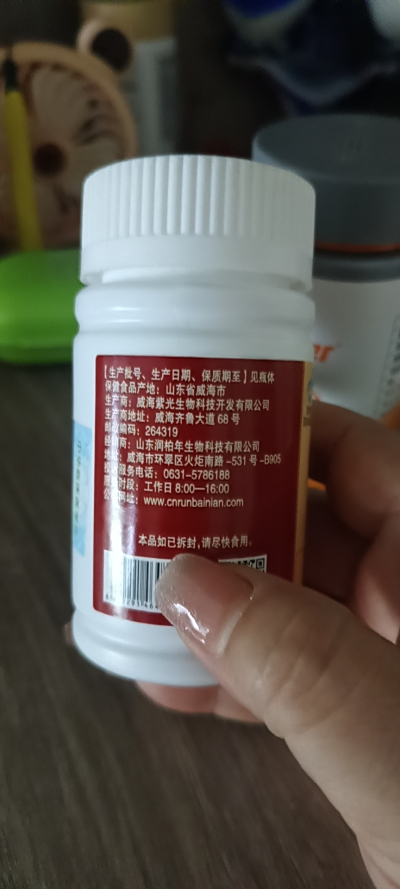 【生产批号、生产日期、保质期至】见瓶体
保健食品产地：山东省威海市
生产商：威海紫光生物科技开发有限公司
生产商地址：威海齐鲁大道 68 号
邮政编码：264319
经销商：山东润柏年生物科技有限公司
地址：威海市环翠区火炬南路 -531 号 -B905
服务电话：0631-5786188
时段：工作日 8:00—16:00
网址：www.cnrunbainian.com
本品如已拆封,请尽快食用。